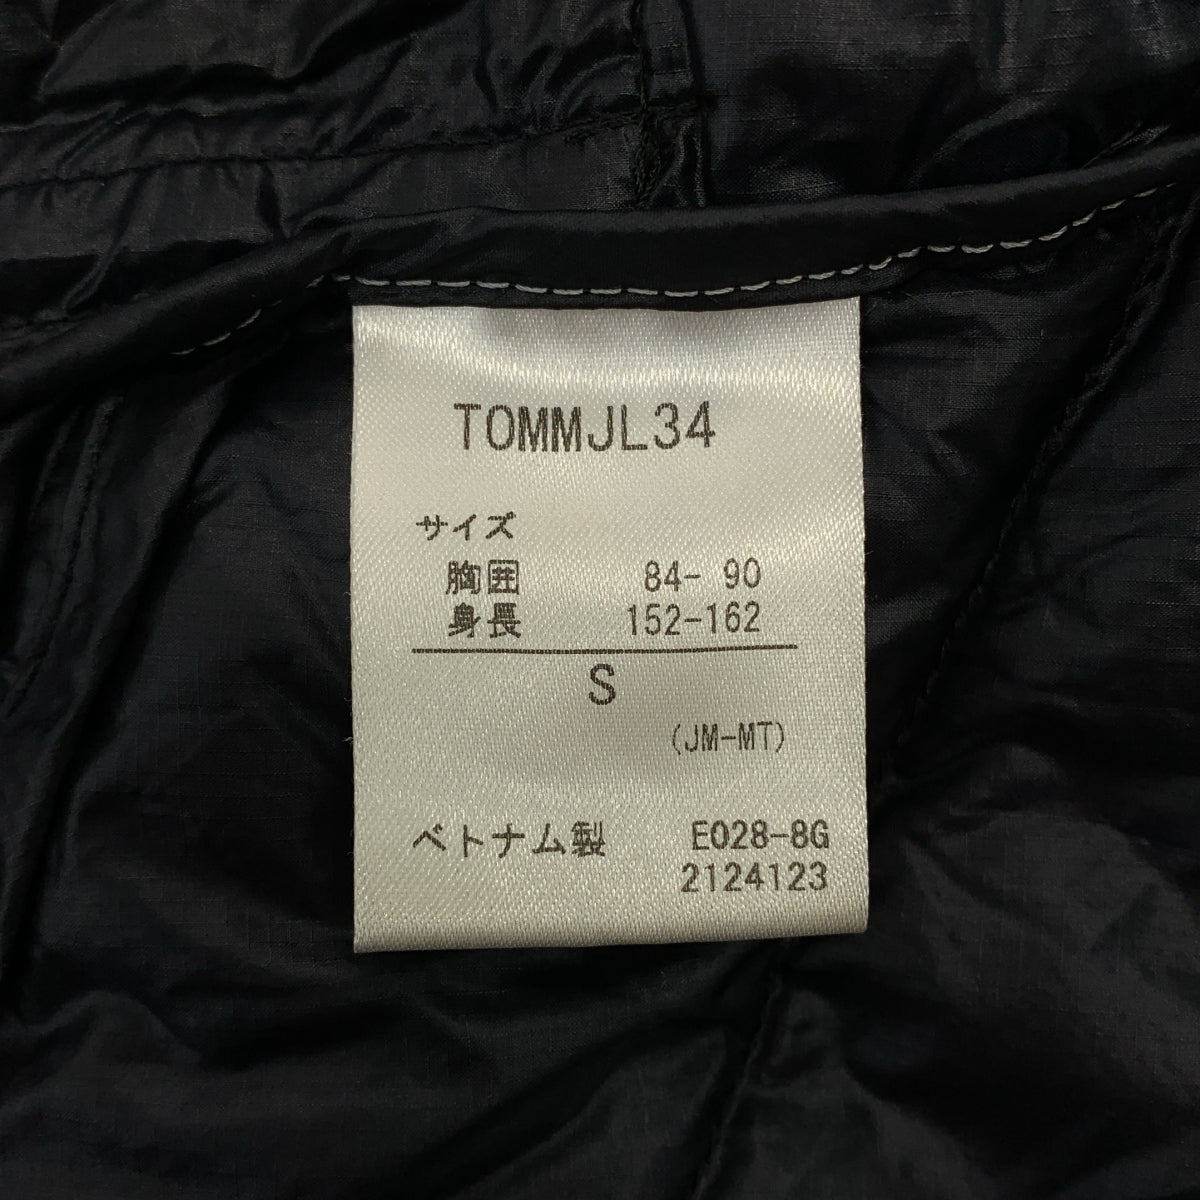 TOMMJL34
サイズ
胸囲 84- 90
身長 152-162
S
(JM-MT)
ベトナム製 E028-8G
2124123